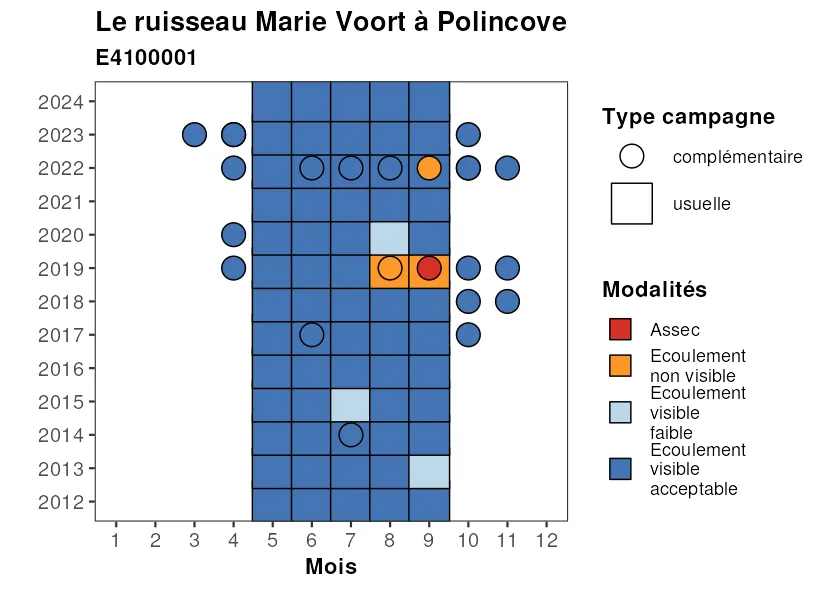 Le ruisseau Marie Voort à Polincove
E4100001
2024
2023
2022
2021
2020
2019
2018
2017
2016
2015
2014
2013
2012
1 2 3 4 5 6 7 8 9 10 11 12
Mois
Type campagne
complémentaire
usuelle
Modalités
Assec
Ecoulement
non visible
Ecoulement
visible
faible
Ecoulement
visible
acceptable